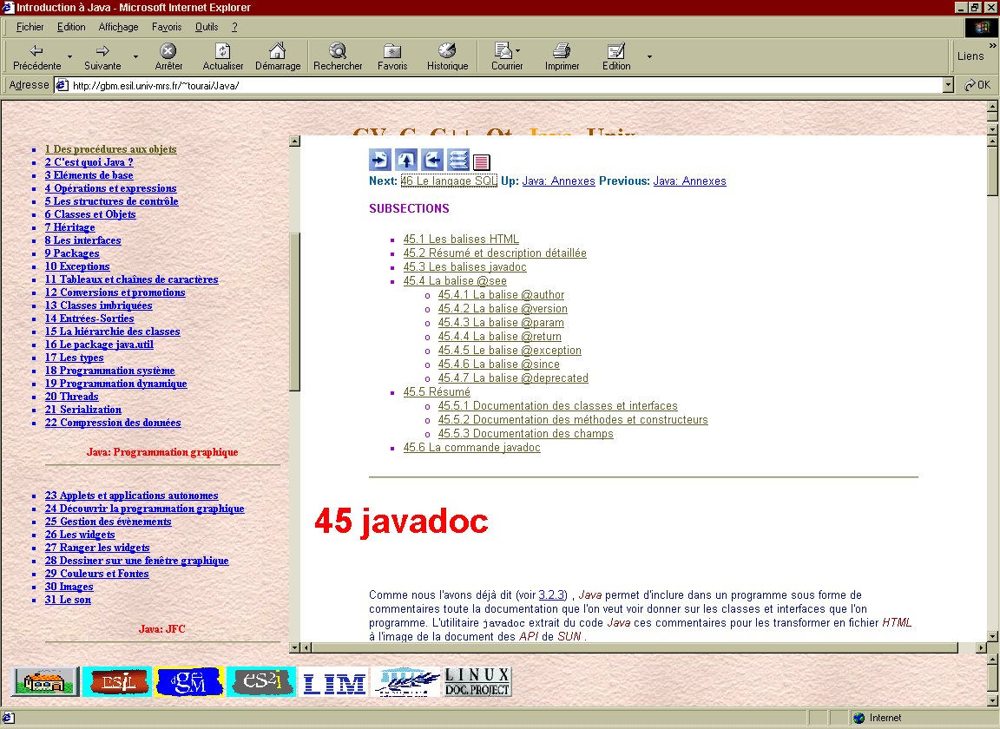 Introduction à Java - Microsoft Internet Explorer
Fichier Edition Affichage Favoris Outils ?
Précédente Suivante Arrêter Actualiser Démarrage Rechercher Favoris Historique Courrier Imprimer Edition Liens »
Adresse http://gbm.esil.univ-mrs.fr/~tourai/Java/ OK
CV C C++ Qt Java Unix
1 Des procédures aux objets
2 C'est quoi Java ?
3 Eléments de base
4 Opérations et expressions
5 Les structures de contrôle
6 Classes et Objets
7 Héritage
8 Les interfaces
9 Packages
10 Exceptions
11 Tableaux et chaînes de caractères
12 Conversions et promotions
13 Classes imbriquées
14 Entrées-Sorties
15 La hiérarchie des classes
16 Le package java.util
17 Les types
18 Programmation système
19 Programmation dynamique
20 Threads
21 Serialization
22 Compression des données
Java: Programmation graphique
23 Applets et applications autonomes
24 Découvrir la programmation graphique
25 Gestion des évènements
26 Les widgets
27 Ranger les widgets
28 Dessiner sur une fenêtre graphique
29 Couleurs et Fontes
30 Images
31 Le son
Java: JFC
Next: 46 Le langage SQL Up: Java: Annexes Previous: Java: Annexes
SUBSECTIONS
45.1 Les balises HTML
45.2 Résumé et description détaillée
45.3 Les balises javadoc
45.4 La balise @see
45.4.1 La balise @author
45.4.2 La balise @version
45.4.3 La balise @param
45.4.4 La balise @return
45.4.5 Le balise @exception
45.4.6 La balise @since
45.4.7 La balise @deprecated
45.5 Résumé
45.5.1 Documentation des classes et interfaces
45.5.2 Documentation des méthodes et constructeurs
45.5.3 Documentation des champs
45.6 La commande javadoc
45 javadoc
Comme nous l'avons déjà dit (voir 3.2.3) , Java permet d'inclure dans un programme sous forme de
commentaires toute la documentation que l'on veut voir donner sur les classes et interfaces que l'on
programme. L'utilitaire javadoc extrait du code Java ces commentaires pour les transformer en fichier HTML
à l'image de la document des API de SUN .
ESIL dGgM es2i LIM LINUX
DOC. PROJECT
Internet